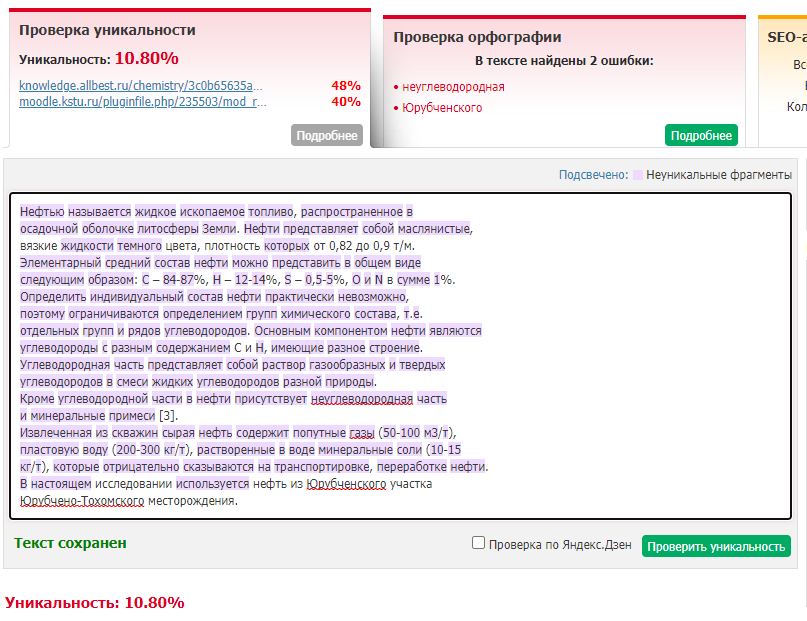 Проверка уникальности
Уникальность: 10.80%
knowledge.allbest.ru/chemistry/3c0b65635a... 48%
moodle.kstu.ru/pluginfile.php/235503/mod_r... 40%
Подробнее
Проверка орфографии
В тексте найдены 2 ошибки:
• неуглеводородная
• Юрубченского
Подробнее
SEO-а
Вс
Кол
Подсвечено: Неуникальные фрагменты
Нефтью называется жидкое ископаемое топливо, распространенное в
осадочной оболочке литосферы Земли. Нефти представляет собой маслянистые,
вязкие жидкости темного цвета, плотность которых от 0,82 до 0,9 т/м.
Элементарный средний состав нефти можно представить в общем виде
следующим образом: С – 84-87%, Н – 12-14%, S – 0,5-5%, О и N в сумме 1%.
Определить индивидуальный состав нефти практически невозможно,
поэтому ограничиваются определением групп химического состава, т.е.
отдельных групп и рядов углеводородов. Основным компонентом нефти являются
углеводороды с разным содержанием С и Н, имеющие разное строение.
Углеводородная часть представляет собой раствор газообразных и твердых
углеводородов в смеси жидких углеводородов разной природы.
Кроме углеводородной части в нефти присутствует неуглеводородная часть
и минеральные примеси [3].
Извлеченная из скважин сырая нефть содержит попутные газы (50-100 м3/т),
пластовую воду (200-300 кг/т), растворенные в воде минеральные соли (10-15
кг/т), которые отрицательно сказываются на транспортировке, переработке нефти.
В настоящем исследовании используется нефть из Юрубченского участка
Юрубчено-Тохомского месторождения.
Текст сохранен
Проверка по Яндекс.Дзен
Проверить уникальность
Уникальность: 10.80%